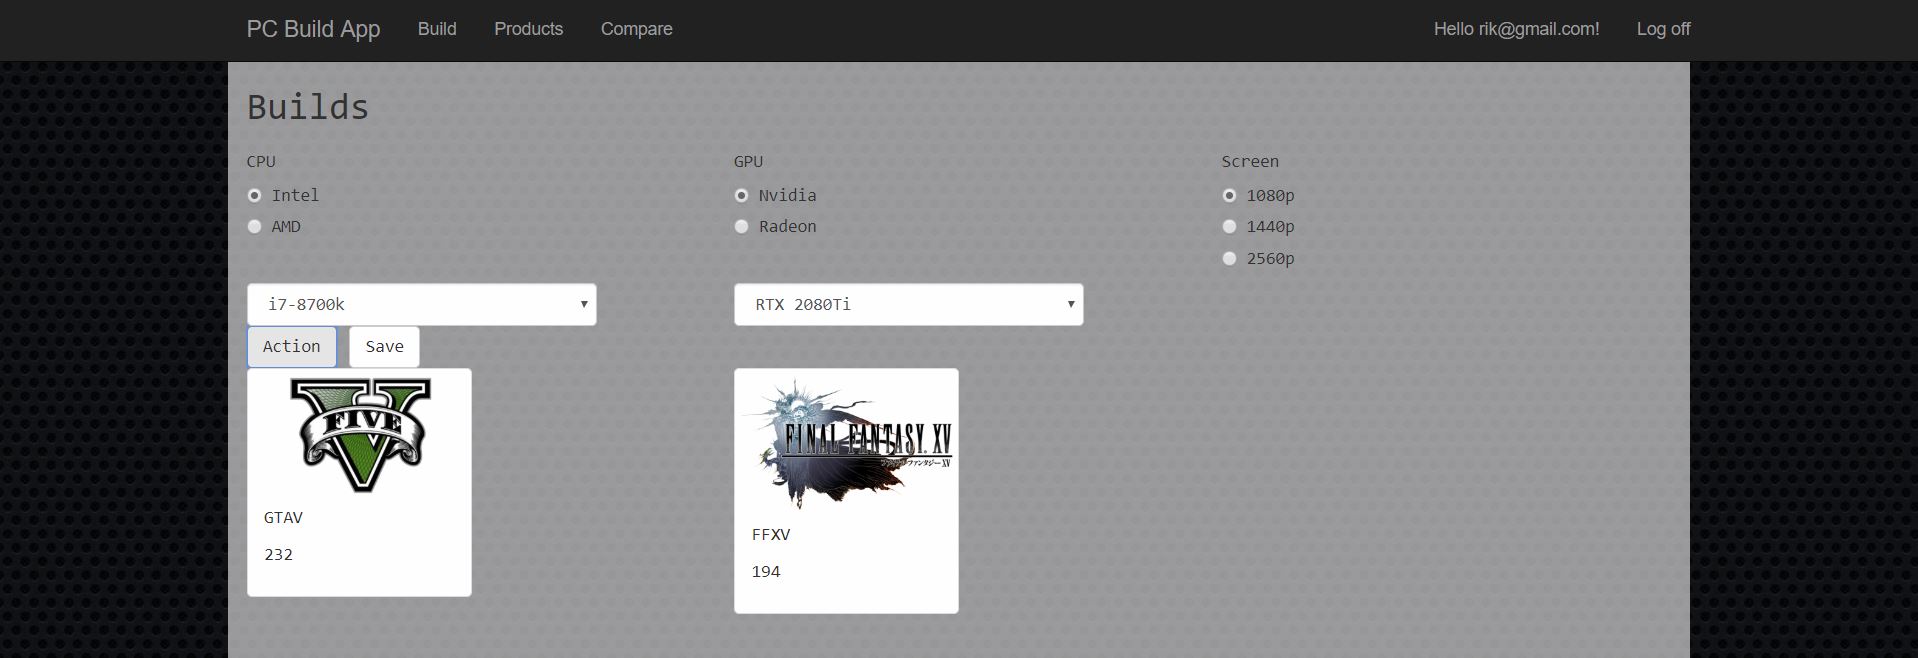 PC Build App Build Products Compare Hello rik@gmail.com! Log off
Builds
CPU GPU Screen
Intel Nvidia 1080p
AMD Radeon 1440p
2560p
i7-8700k RTX 2080Ti
Action Save
FIVE
FINAL FANTASY XV
ファイナルファンタジーXV
GTAV
232
FFXV
194